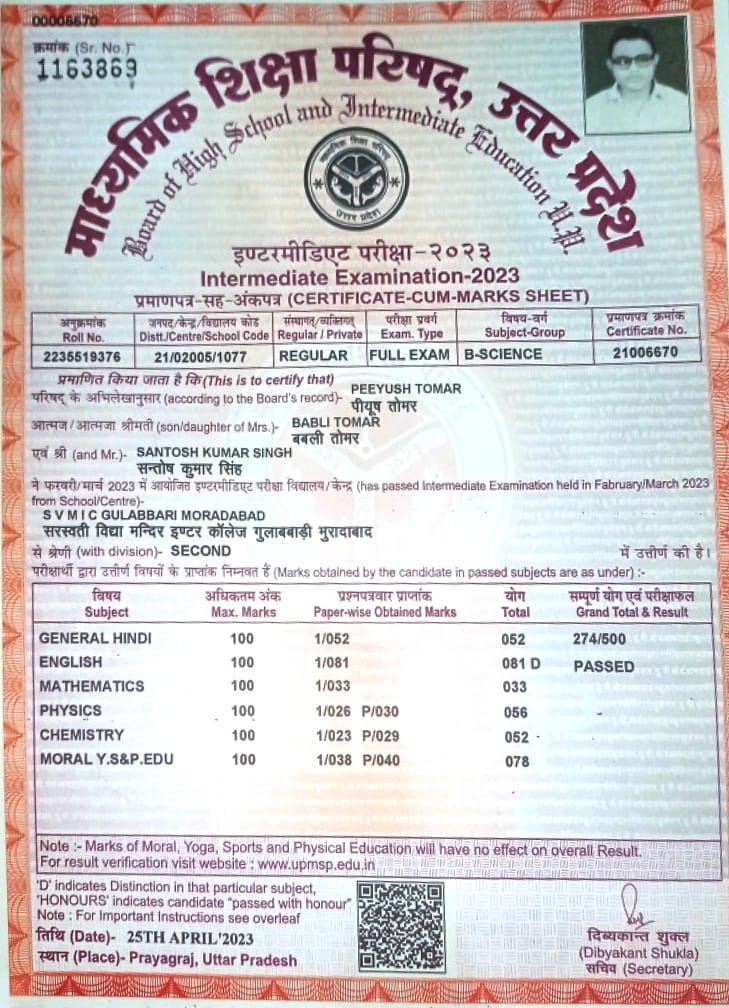 00006670
क्रमांक (Sr. No.)
1163869
माध्यमिक शिक्षा परिषद्, उत्तर प्रदेश
Board of High School and Intermediate Education U.P.
माध्यमिक शिक्षा परिषद
उत्तर प्रदेश
इण्टरमीडिएट परीक्षा-२०२३
Intermediate Examination-2023
प्रमाणपत्र-सह-अंकपत्र (CERTIFICATE-CUM-MARKS SHEET)
अनुक्रमांक जनपद/केन्द्र/विद्यालय कोड संस्थागत/व्यक्तिगत परीक्षा प्रवर्ग विषय-वर्ग प्रमाणपत्र क्रमांक
Roll No. Distt./Centre/School Code Regular / Private Exam. Type Subject-Group Certificate No.
2235519376 21/02005/1077 REGULAR FULL EXAM B-SCIENCE 21006670
प्रमाणित किया जाता है कि(This is to certify that)
परिषद् के अभिलेखानुसार (according to the Board's record)- PEEYUSH TOMAR
पीयूष तोमर
आत्मज/आत्मजा श्रीमती (son/daughter of Mrs.)- BABLI TOMAR
बबली तोमर
एवं श्री (and Mr.)- SANTOSH KUMAR SINGH
सन्तोष कुमार सिंह
ने फरवरी/मार्च 2023 में आयोजित इण्टरमीडिएट परीक्षा विद्यालय/केन्द्र (has passed Intermediate Examination held in Fabruary/March 2023
from School/Centre)-
S V M I C GULABBARI MORADABAD
सरस्वती विद्या मन्दिर इण्टर कॉलेज गुलाबबाड़ी मुरादाबाद
से श्रेणी (with division)- SECOND में उत्तीर्ण की है।
परीक्षार्थी द्वारा उत्तीर्ण विषयों के प्राप्तांक निम्नवत हैं (Marks obtained by the candidate in passed subjects are as under) :-
विषय अधिकतम अंक प्रश्नपत्रवार प्राप्तांक योग सम्पूर्ण योग एवं परीक्षाफल
Subject Max. Marks Paper-wise Obtained Marks Total Grand Total & Result
GENERAL HINDI 100 1/052 052 274/500
ENGLISH 100 1/081 081 D PASSED
MATHEMATICS 100 1/033 033
PHYSICS 100 1/026 P/030 056 -
CHEMISTRY 100 1/023 P/029 052
MORAL Y.S&P.EDU 100 1/038 P/040 078
Note :- Marks of Moral, Yoga, Sports and Physical Education will have no effect on overall Result.
For result verification visit website : www.upmsp.edu.in
'D' indicates Distinction in that particular subject,
'HONOURS' indicates candidate "passed with honour"
Note : For Important Instructions see overleaf
तिथि (Date)- 25TH APRIL'2023
स्थान (Place)- Prayagraj, Uttar Pradesh
दिब्यकान्त शुक्ल
(Dibyakant Shukla)
सचिव (Secretary)